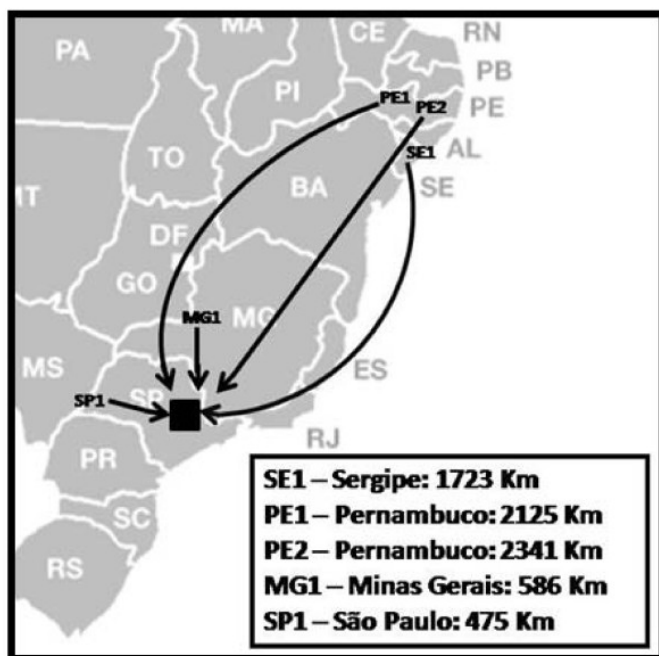 MA
CE
RN
PA
PB
PI
PE1
PE2
PE
TO
SE1
AL
BA
SE
MT
DF
GO
MG1
MG
MS
ES
SP1
SP
RJ
PR
SC
RS
SE1 – Sergipe: 1723 Km
PE1 – Pernambuco: 2125 Km
PE2 – Pernambuco: 2341 Km
MG1 – Minas Gerais: 586 Km
SP1 – São Paulo: 475 Km